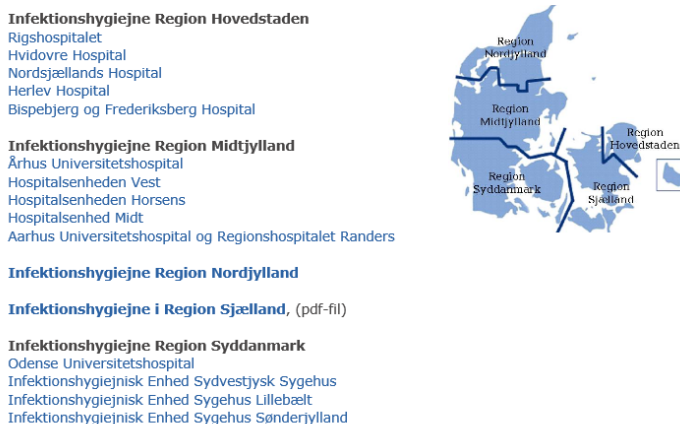 Infektionshygiejne Region Hovedstaden
Rigshospitalet
Hvidovre Hospital
Nordsjællands Hospital
Herlev Hospital
Bispebjerg og Frederiksberg Hospital
Infektionshygiejne Region Midtjylland
Århus Universitetshospital
Hospitalsenheden Vest
Hospitalsenheden Horsens
Hospitalsenhed Midt
Aarhus Universitetshospital og Regionshospitalet Randers
Infektionshygiejne Region Nordjylland
Infektionshygiejne i Region Sjælland, (pdf-fil)
Infektionshygiejne Region Syddanmark
Odense Universitetshospital
Infektionshygiejnisk Enhed Sydvestjysk Sygehus
Infektionshygiejnisk Enhed Sygehus Lillebælt
Infektionshygiejnisk Enhed Sygehus Sønderjylland
Region
Nordjylland
Region
Midtjylland
Region
Hovedstaden
Region
Syddanmark
Region
Sjælland